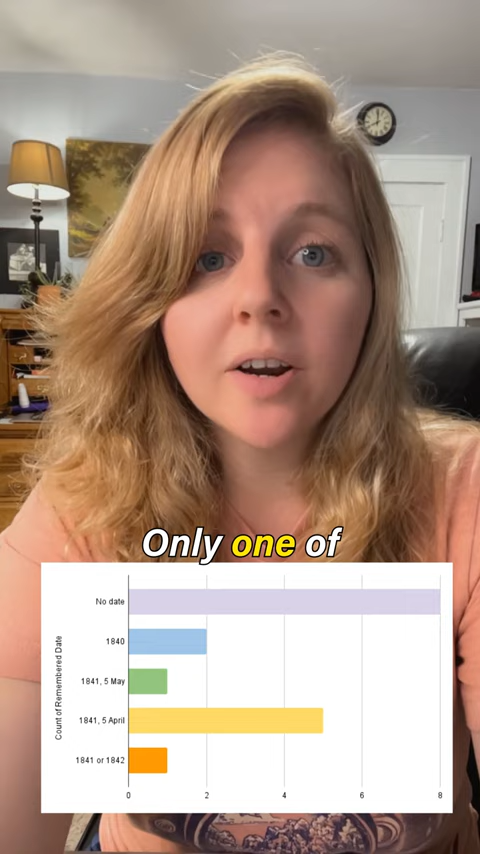 Only one of
Count of Remembered Date
No date
1840
1841, 5 May
1841, 5 April
1841 or 1842
0 2 4 6 8